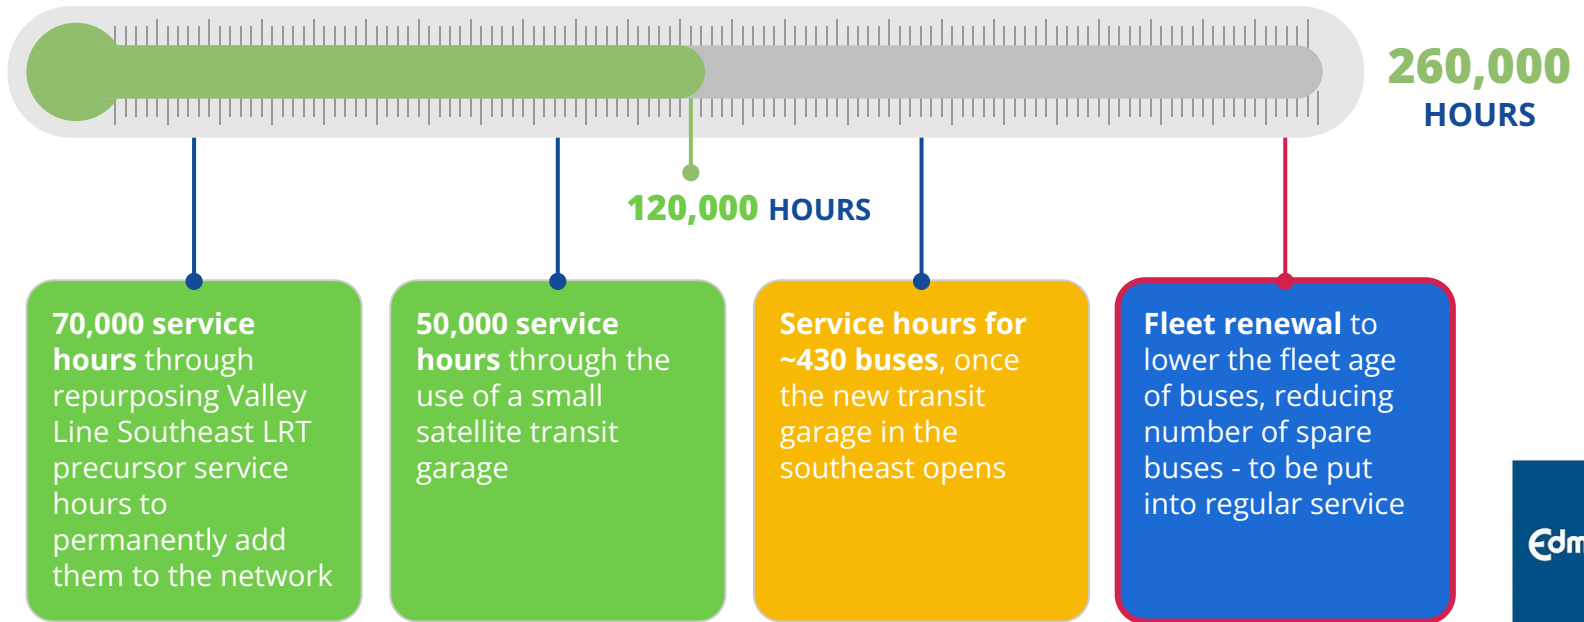 260,000
HOURS
120,000 HOURS
70,000 service
hours through
repurposing Valley
Line Southeast LRT
precursor service
hours to
permanently add
them to the network
50,000 service
hours through the
use of a small
satellite transit
garage
Service hours for
~430 buses, once
the new transit
garage in the
southeast opens
Fleet renewal to
lower the fleet age
of buses, reducing
number of spare
buses - to be put
into regular service